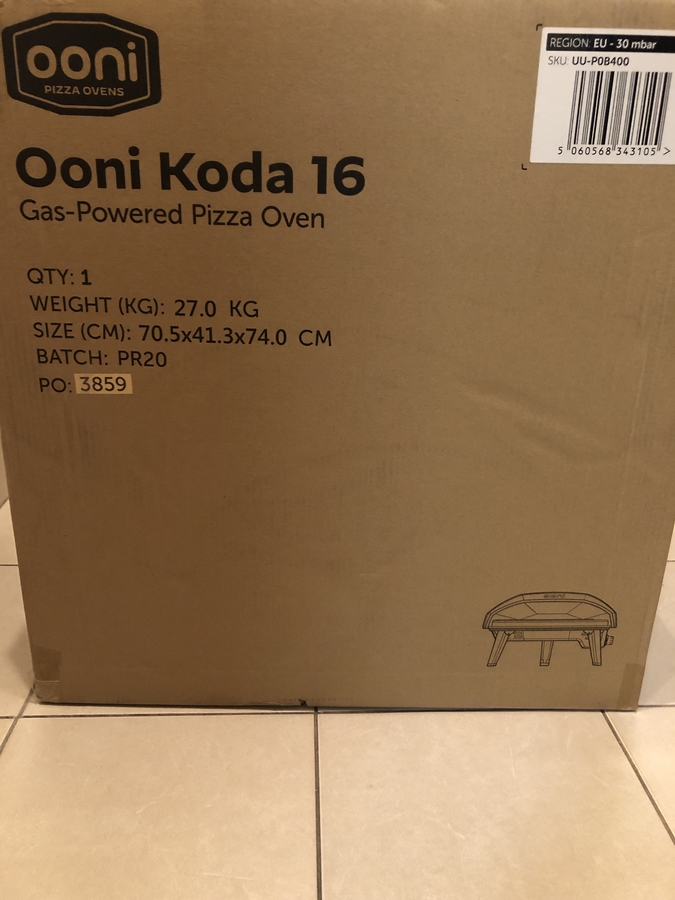 ooni
PIZZA OVENS
REGION: EU - 30 mbar
SKU: UU-P0B400
5 060568 343105 >
Ooni Koda 16
Gas-Powered Pizza Oven
QTY: 1
WEIGHT (KG): 27.0 KG
SIZE (CM): 70.5x41.3x74.0 CM
BATCH: PR20
PO: 3859
ooni